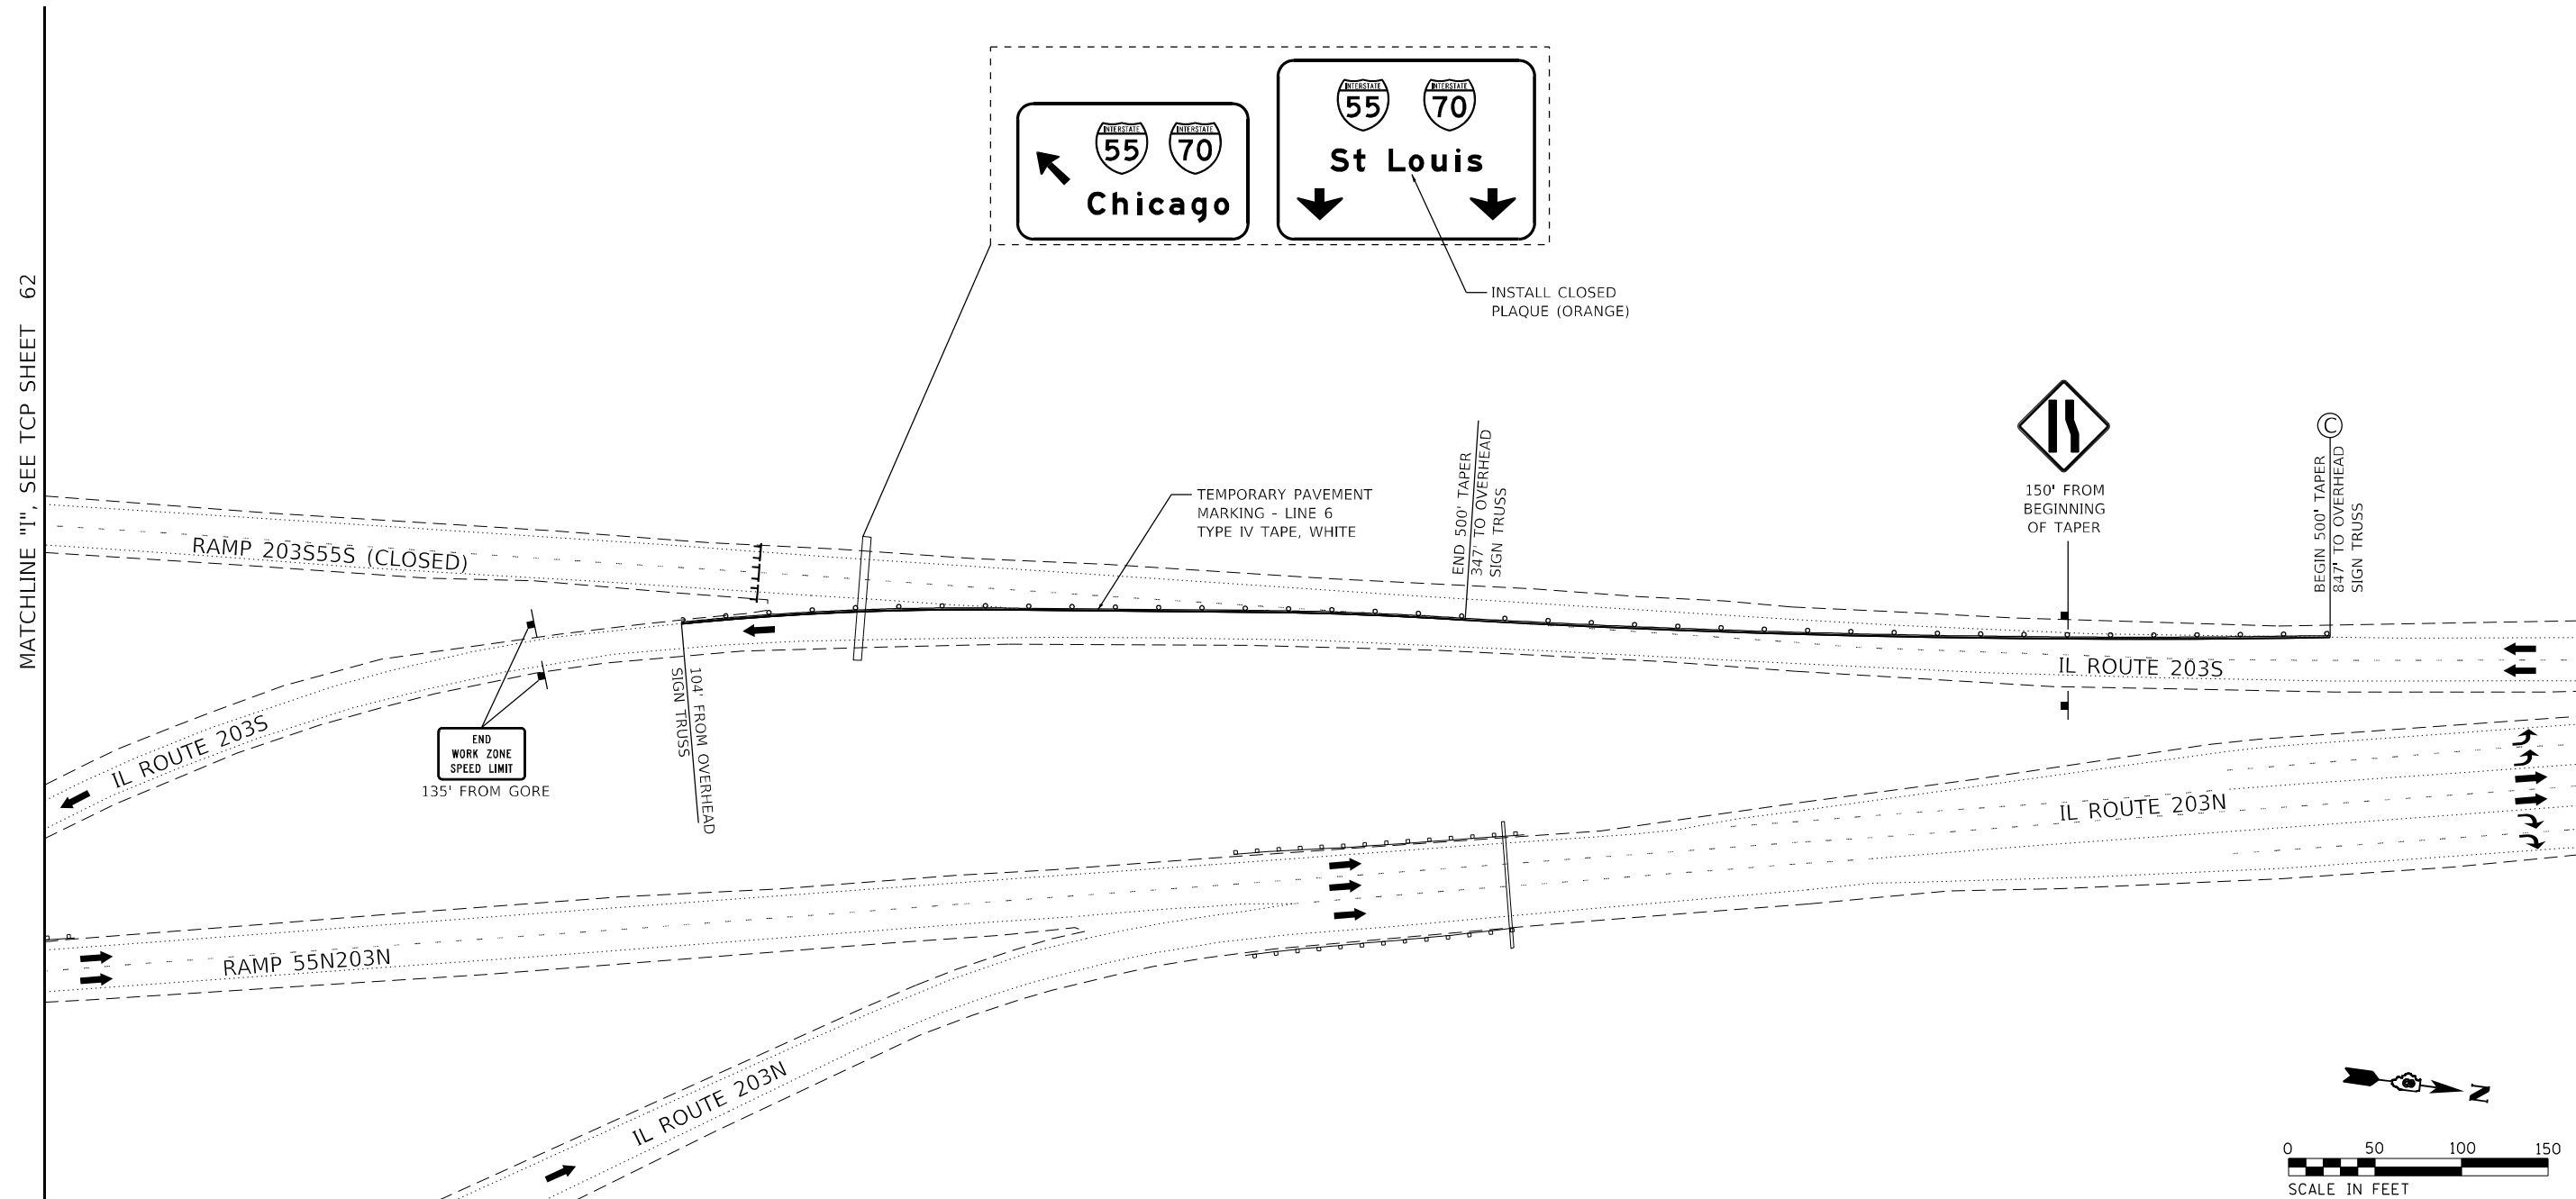 MATCHLINE "I", SEE TCP SHEET 62
INTERSTATE
55
INTERSTATE
70
Chicago
INTERSTATE
55
INTERSTATE
70
St Louis
INSTALL CLOSED
PLAQUE (ORANGE)
TEMPORARY PAVEMENT
MARKING - LINE 6
TYPE IV TAPE, WHITE
END 500' TAPER
347' TO OVERHEAD
SIGN TRUSS
150' FROM
BEGINNING
OF TAPER
C
BEGIN 500' TAPER
847' TO OVERHEAD
SIGN TRUSS
RAMP 203S55S (CLOSED)
IL ROUTE 203S
IL ROUTE 203S
END
WORK ZONE
SPEED LIMIT
135' FROM GORE
104' FROM OVERHEAD
SIGN TRUSS
IL ROUTE 203N
RAMP 55N203N
IL ROUTE 203N
N
0 50 100 150
SCALE IN FEET